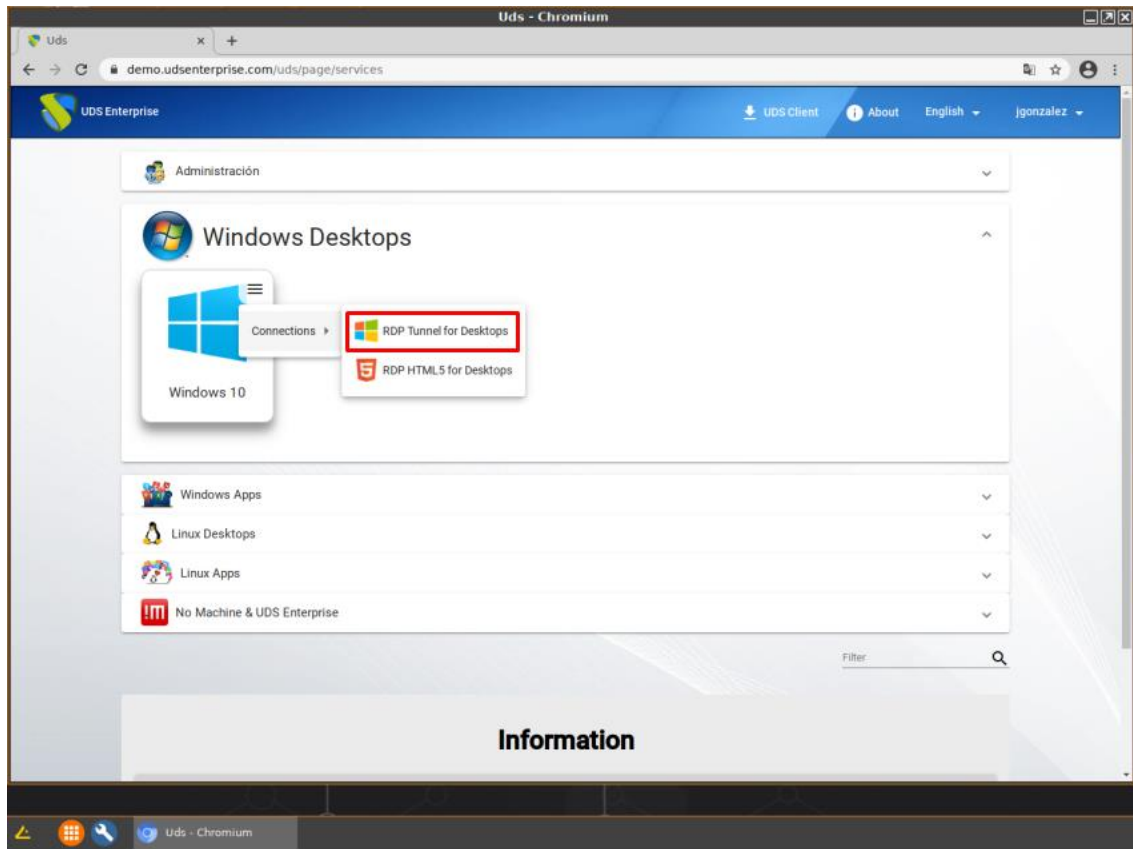 Uds - Chromium
Uds
demo.udsenterprise.com/uds/page/services
UDS Enterprise
UDS Client
About
English
jgonzalez
Administración
Windows Desktops
Connections
RDP Tunnel for Desktops
RDP HTML5 for Desktops
Windows 10
Windows Apps
Linux Desktops
Linux Apps
!m No Machine & UDS Enterprise
Filter
Information
Uds - Chromium